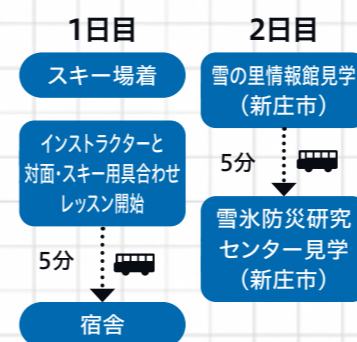 1日目
スキー場着
インストラクターと
対面・スキー用具合わせ
レッスン開始
5分
宿舎
2日目
雪の里情報館見学
（新庄市）
5分
雪氷防災研究
センター見学
（新庄市）